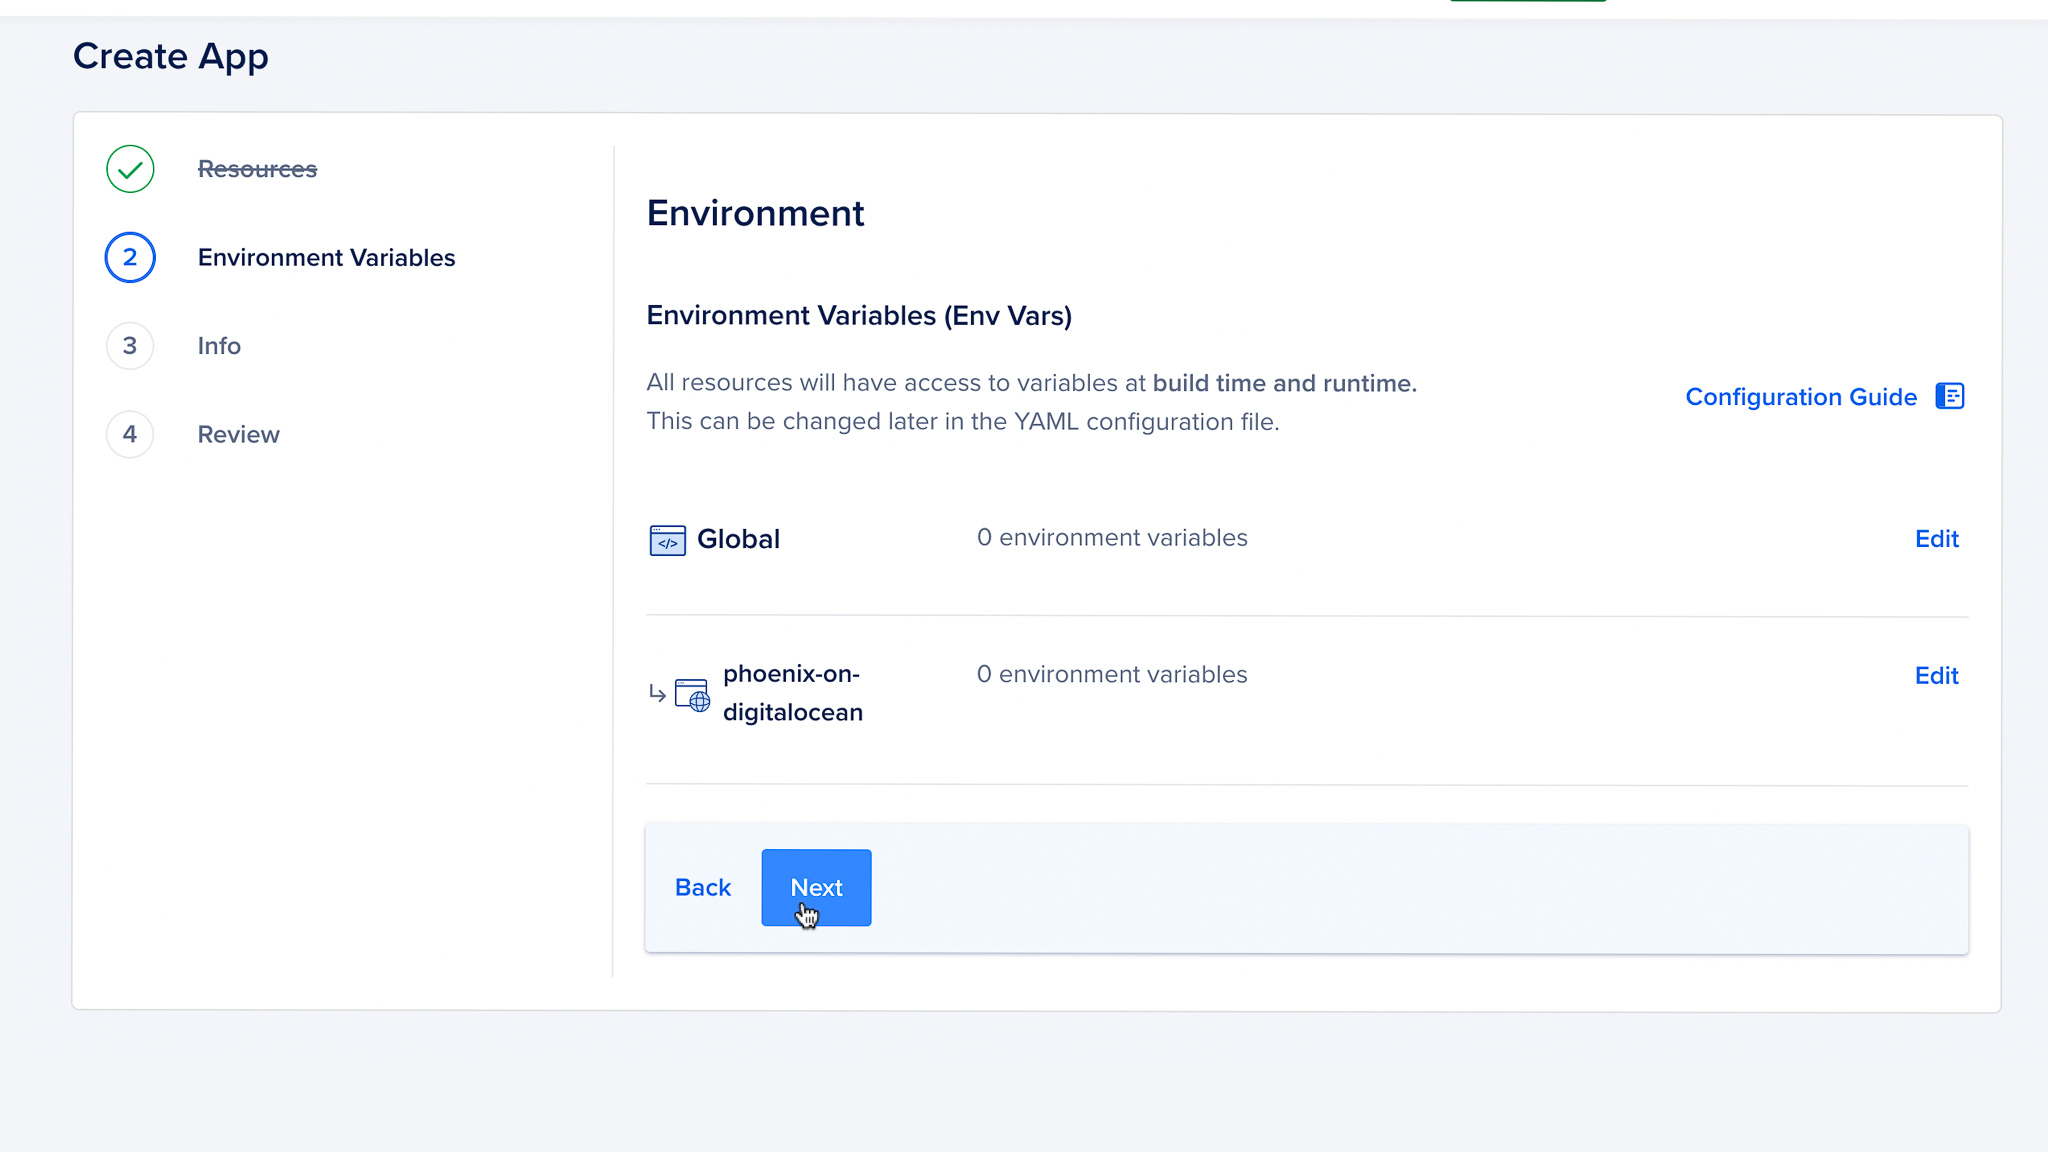 Create App
Resources
2
Environment Variables
3
Info
4
Review
Environment
Environment Variables (Env Vars)
All resources will have access to variables at build time and runtime.
This can be changed later in the YAML configuration file.
Configuration Guide
</> Global
0 environment variables
Edit
phoenix-on-
digitalocean
0 environment variables
Edit
Back
Next